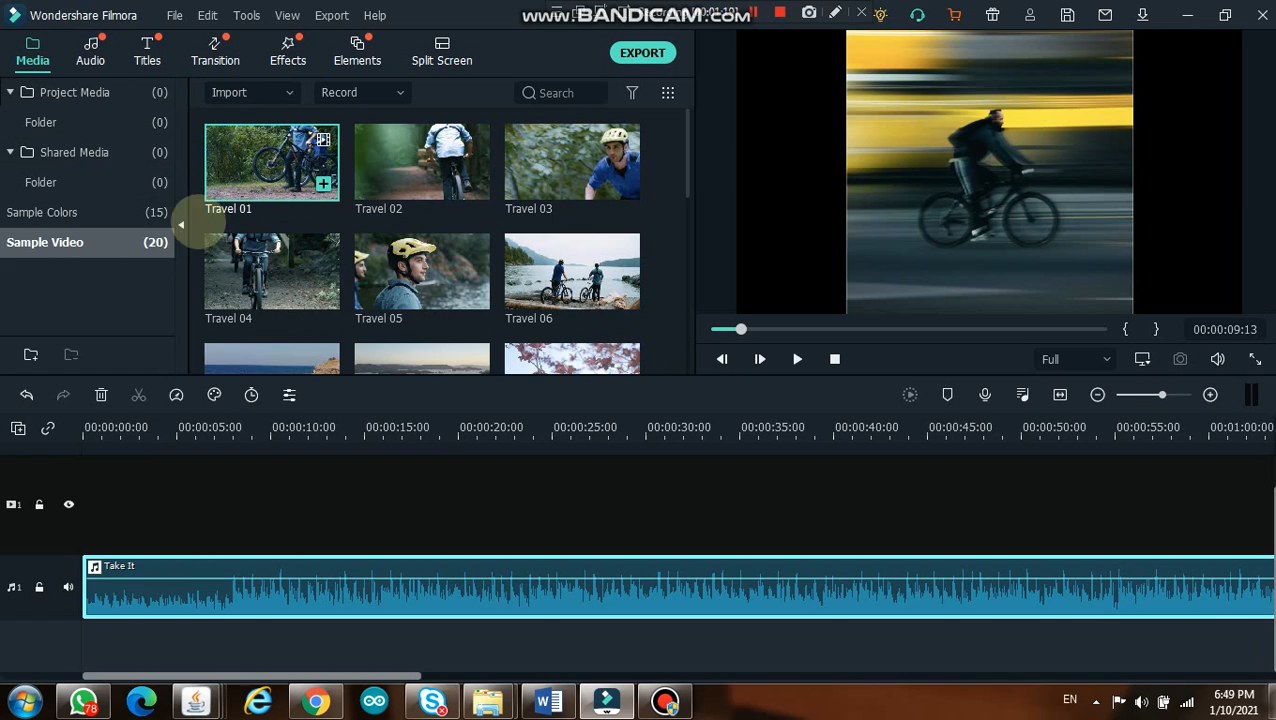 Wondershare Filmora
File Edit Tools View Export Help
www.BANDICAM.com
Media Audio Titles Transition Effects Elements Split Screen
EXPORT
Project Media (0)
Folder (0)
Shared Media (0)
Folder (0)
Sample Colors (15)
Sample Video (20)
Import Record Search
Travel 01 Travel 02 Travel 03
Travel 04 Travel 05 Travel 06
{ } 00:00:09:13
Full
00:00:00:00 00:00:05:00 00:00:10:00 00:00:15:00 00:00:20:00 00:00:25:00 00:00:30:00 00:00:35:00 00:00:40:00 00:00:45:00 00:00:50:00 00:00:55:00 00:01:00:00
1
Take It
1
78
W
EN
6:49 PM
1/10/2021